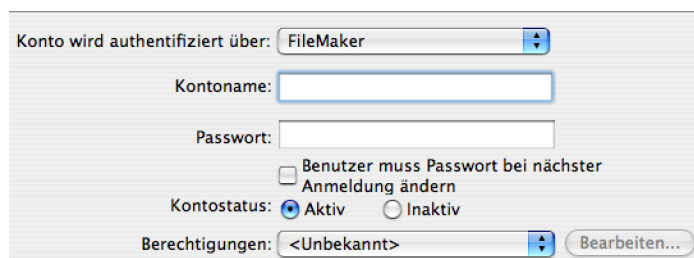 Konto wird authentifiziert über: FileMaker
Kontoname:
Passwort:
Benutzer muss Passwort bei nächster
Anmeldung ändern
Kontostatus: Aktiv Inaktiv
Berechtigungen: <Unbekannt> Bearbeiten...